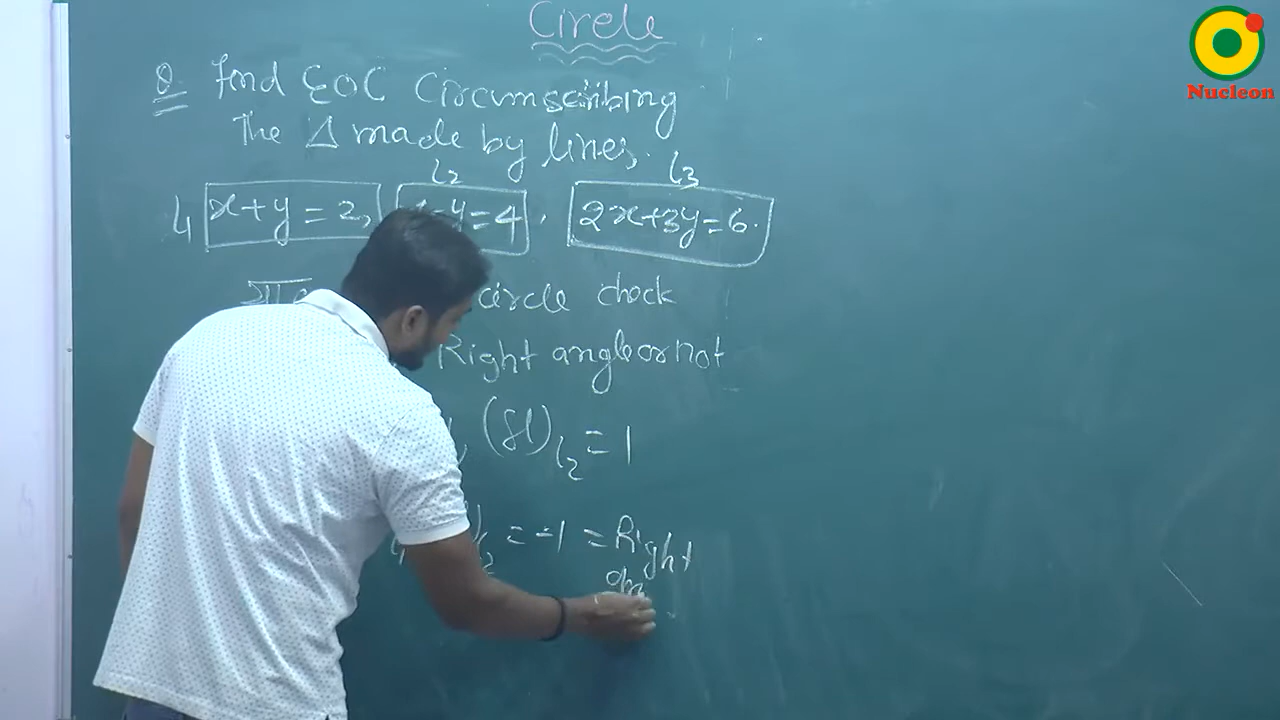 Circle
Q. find EOC Circumscribing
The Δ made by lines.
L2 L3
L1 x+y=2, -y=4, 2x+3y=6.
circle check
Right angle or not
(Sl)L2 = 1
2 = -1 = Right
Nucleon